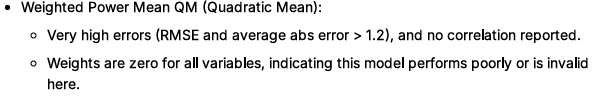 • Weighted Power Mean QM (Quadratic Mean):
◦ Very high errors (RMSE and average abs error > 1.2), and no correlation reported.
◦ Weights are zero for all variables, indicating this model performs poorly or is invalid
here.